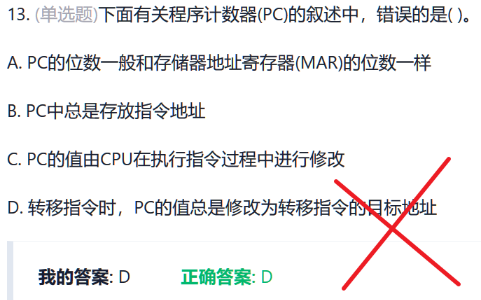 13. (单选题)下面有关程序计数器(PC)的叙述中，错误的是( )。
A. PC的位数一般和存储器地址寄存器(MAR)的位数一样
B. PC中总是存放指令地址
C. PC的值由CPU在执行指令过程中进行修改
D. 转移指令时，PC的值总是修改为转移指令的目标地址
我的答案: D 正确答案: D